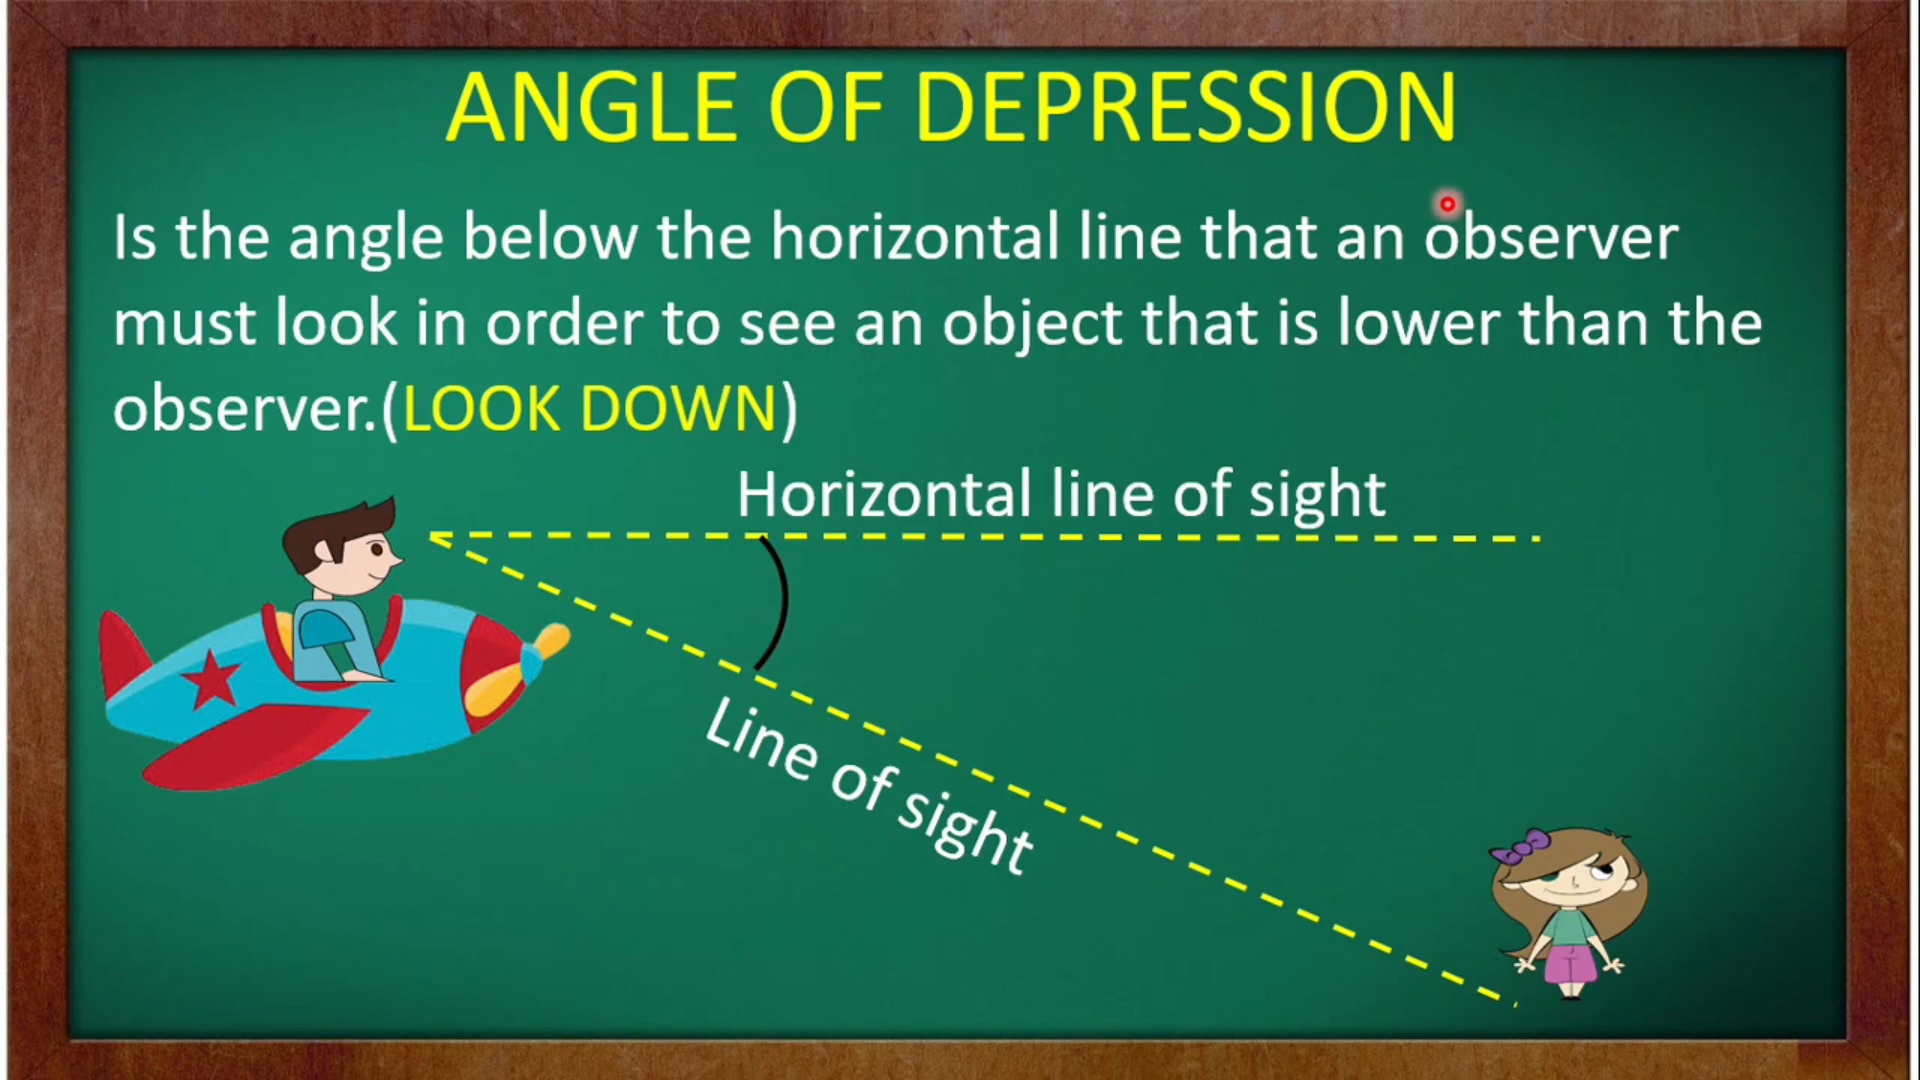 ANGLE OF DEPRESSION
Is the angle below the horizontal line that an observer
must look in order to see an object that is lower than the
observer.(LOOK DOWN)
Horizontal line of sight
Line of sight